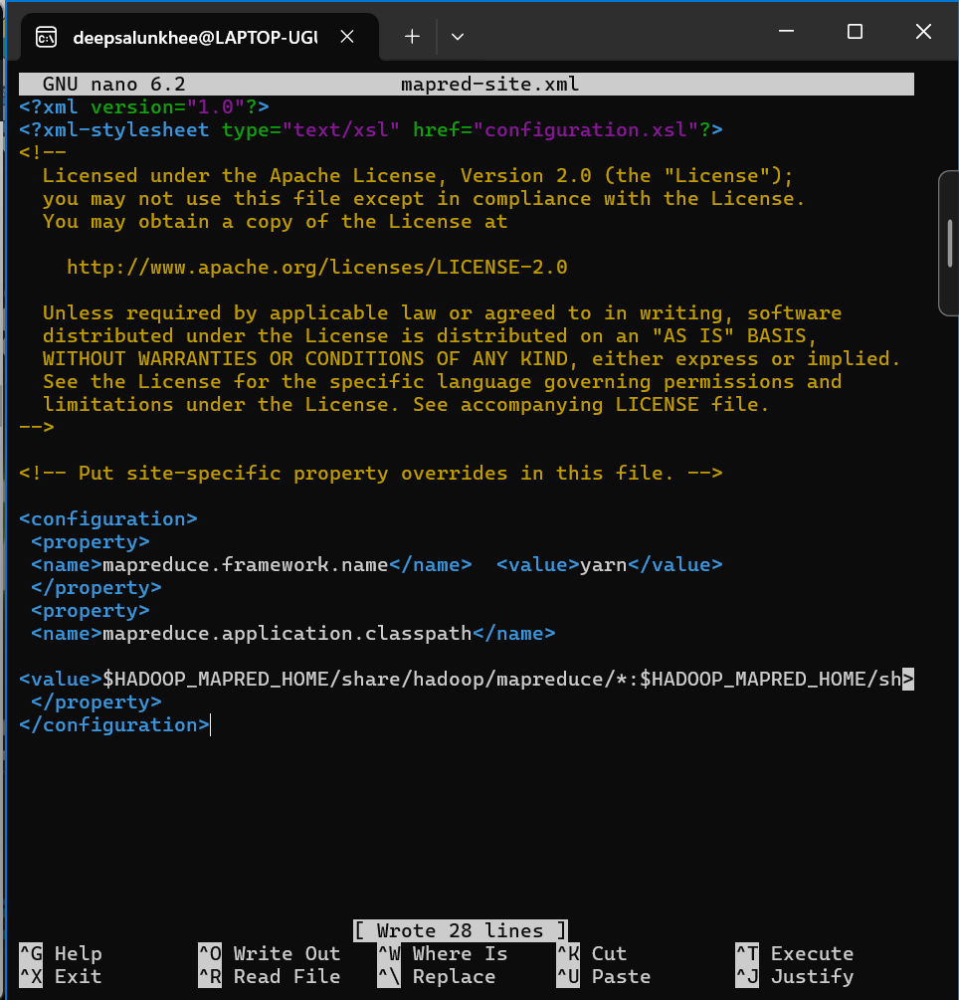 deepsalunkhee@LAPTOP-UGU
GNU nano 6.2 mapred-site.xml
<?xml version="1.0"?>
<?xml-stylesheet type="text/xsl" href="configuration.xsl"?>
<!--
  Licensed under the Apache License, Version 2.0 (the "License");
  you may not use this file except in compliance with the License.
  You may obtain a copy of the License at

    http://www.apache.org/licenses/LICENSE-2.0

  Unless required by applicable law or agreed to in writing, software
  distributed under the License is distributed on an "AS IS" BASIS,
  WITHOUT WARRANTIES OR CONDITIONS OF ANY KIND, either express or implied.
  See the License for the specific language governing permissions and
  limitations under the License. See accompanying LICENSE file.
-->

<!-- Put site-specific property overrides in this file. -->

<configuration>
 <property>
 <name>mapreduce.framework.name</name>  <value>yarn</value>
 </property>
 <property>
 <name>mapreduce.application.classpath</name>

<value>$HADOOP_MAPRED_HOME/share/hadoop/mapreduce/*:$HADOOP_MAPRED_HOME/sh>
 </property>
</configuration>
[ Wrote 28 lines ]
^G Help ^O Write Out ^W Where Is ^K Cut ^T Execute
^X Exit ^R Read File ^\ Replace ^U Paste ^J Justify